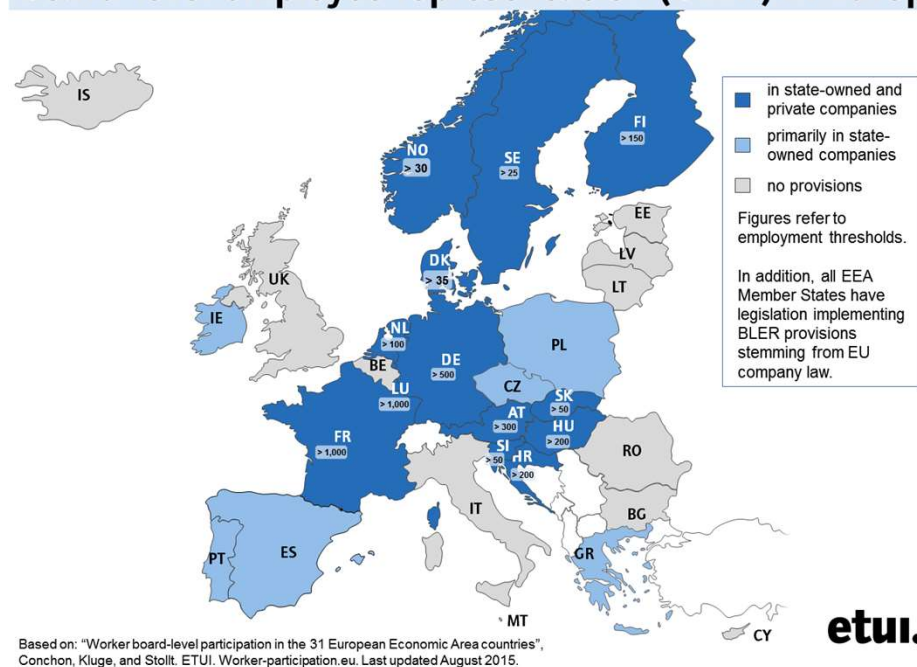 IS
NO
> 30
SE
> 25
FI
> 150
EE
LV
LT
DK
> 35
UK
IE
NL
> 100
BE
DE
> 500
PL
LU
> 1,000
CZ
SK
> 50
AT
> 300
HU
> 200
FR
> 1,000
SI
> 50
HR
> 200
RO
IT
BG
PT
ES
GR
MT
CY
in state-owned and
private companies
primarily in state-
owned companies
no provisions
Figures refer to
employment thresholds.
In addition, all EEA
Member States have
legislation implementing
BLER provisions
stemming from EU
company law.
Based on: "Worker board-level participation in the 31 European Economic Area countries",
Conchon, Kluge, and Stollt. ETUI. Worker-participation.eu. Last updated August 2015.
etui.